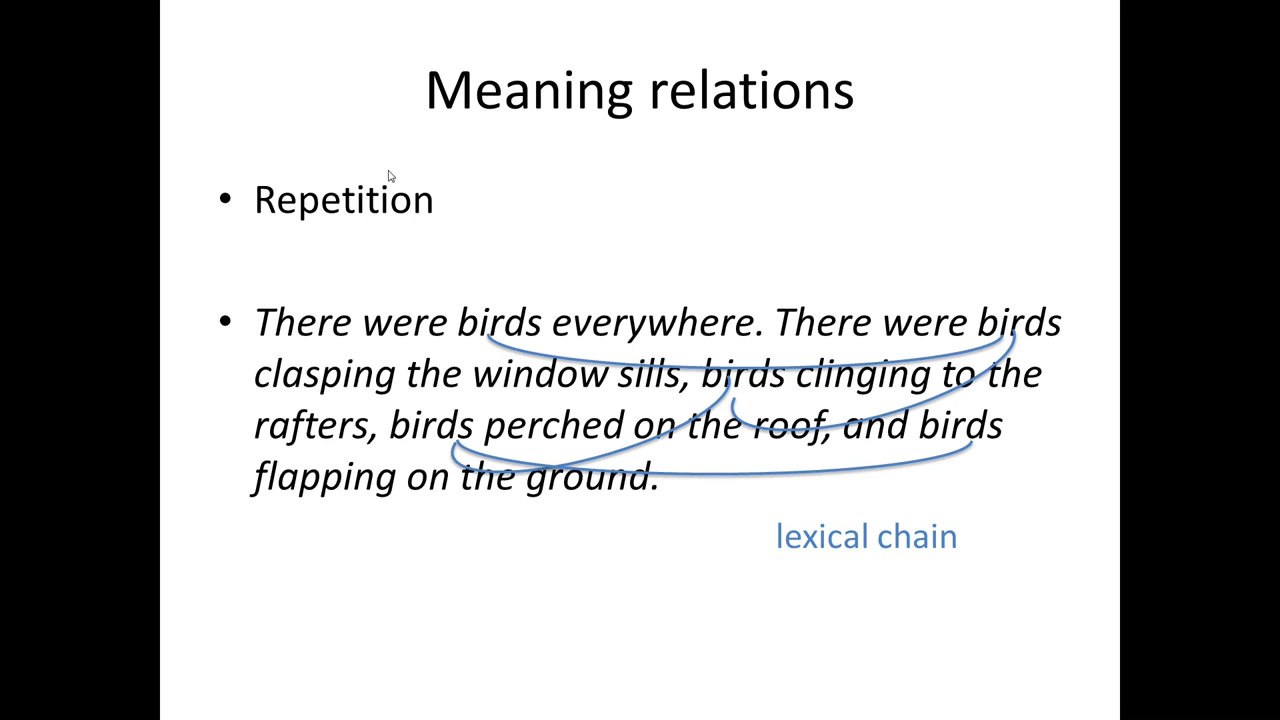 Meaning relations
• Repetition
• There were birds everywhere. There were birds
clasping the window sills, birds clinging to the
rafters, birds perched on the roof, and birds
flapping on the ground.
lexical chain